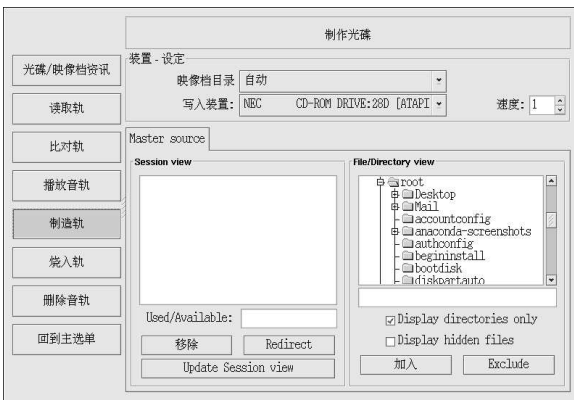 制作光碟
光碟/映像档资讯
读取轨
比对轨
播放音轨
制造轨
烧入轨
删除音轨
回到主选单
装置 - 设定
映像档目录 自动
写入装置: NEC CD-ROM DRIVE:28D [ATAPI 速度: 1
Master source
Session view
Used/Available:
移除 Redirect
Update Session view
File/Directory view
root
Desktop
Mail
accountconfig
anaconda-screenshots
authconfig
begininstall
bootdisk
diskpartauto
Display directories only
Display hidden files
加入 Exclude